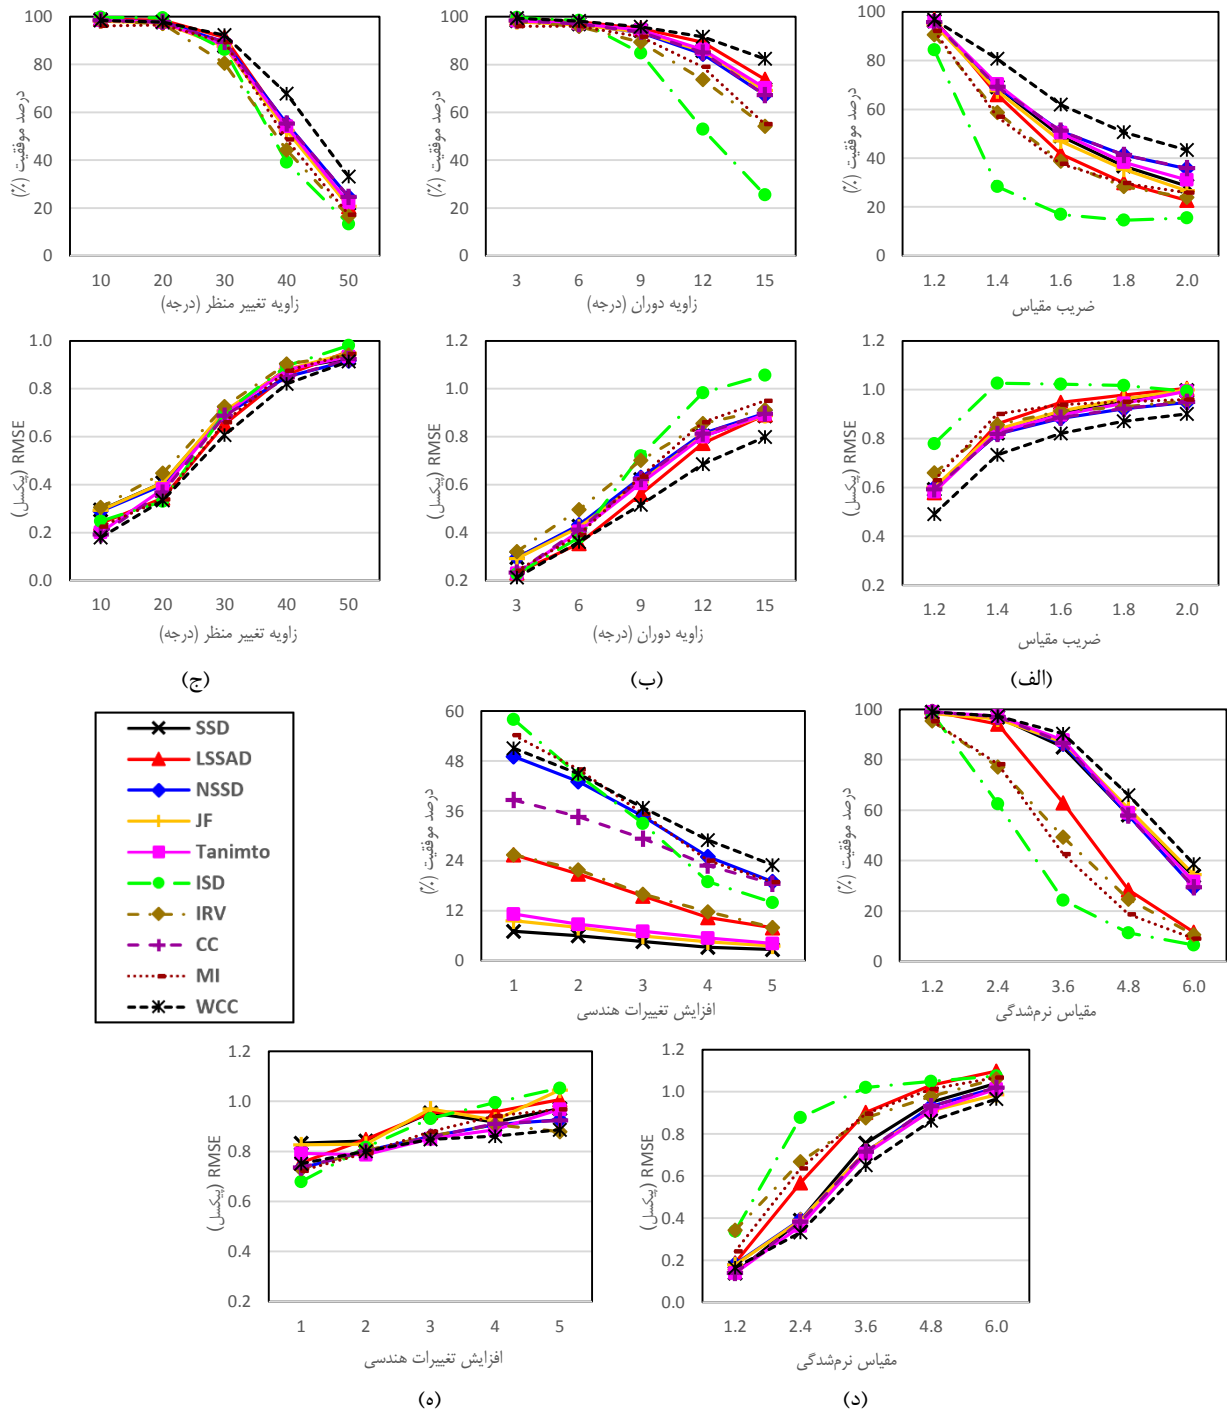 100
80
60
40
20
0
درصد موفقیت (%)
10 20 30 40 50
زاویه تغییر منظر (درجه)
100
80
60
40
20
0
درصد موفقیت (%)
3 6 9 12 15
زاویه دوران (درجه)
100
80
60
40
20
0
درصد موفقیت (%)
1.2 1.4 1.6 1.8 2.0
ضریب مقیاس
1.0
0.8
0.6
0.4
0.2
0.0
RMSE (پیکسل)
10 20 30 40 50
زاویه تغییر منظر (درجه)
(ج)
1.2
1.0
0.8
0.6
0.4
0.2
RMSE (پیکسل)
3 6 9 12 15
زاویه دوران (درجه)
(ب)
1.2
1.0
0.8
0.6
0.4
0.2
RMSE (پیکسل)
1.2 1.4 1.6 1.8 2.0
ضریب مقیاس
(الف)
SSD
LSSAD
NSSD
JF
Tanimto
ISD
IRV
CC
MI
WCC
60
48
36
24
12
0
درصد موفقیت (%)
1 2 3 4 5
افزایش تغییرات هندسی
100
80
60
40
20
0
درصد موفقیت (%)
1.2 2.4 3.6 4.8 6.0
مقیاس نرم‌شدگی
1.2
1.0
0.8
0.6
0.4
0.2
RMSE (پیکسل)
1 2 3 4 5
افزایش تغییرات هندسی
(ه)
1.2
1.0
0.8
0.6
0.4
0.2
0.0
RMSE (پیکسل)
1.2 2.4 3.6 4.8 6.0
مقیاس نرم‌شدگی
(د)